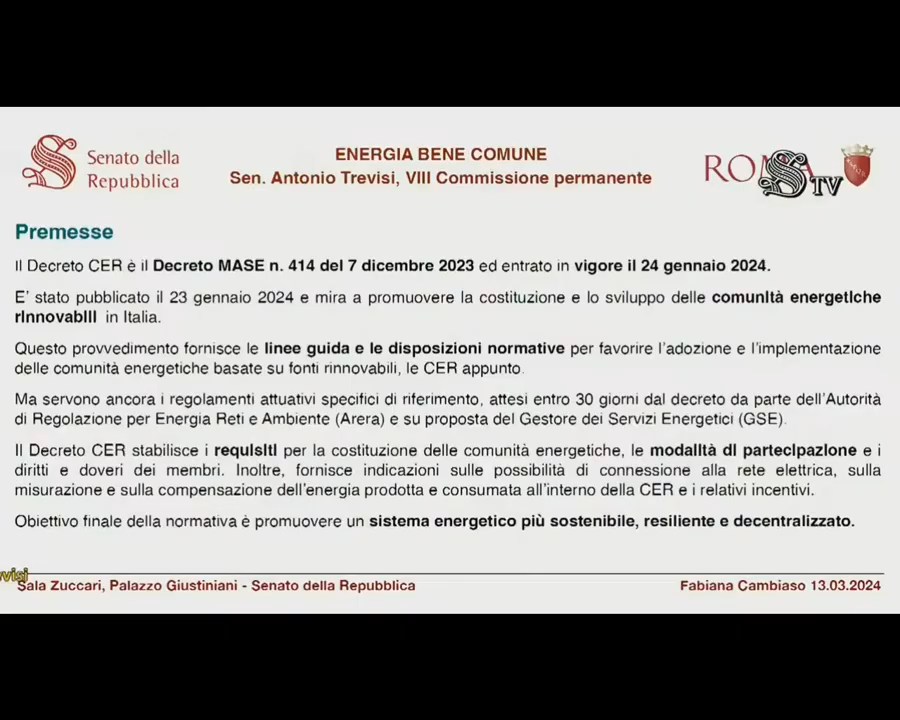 Senato della
Repubblica
ENERGIA BENE COMUNE
Sen. Antonio Trevisi, VIII Commissione permanente
ROMA
TV
Premesse
Il Decreto CER è il Decreto MASE n. 414 del 7 dicembre 2023 ed entrato in vigore il 24 gennaio 2024.
E' stato pubblicato il 23 gennaio 2024 e mira a promuovere la costituzione e lo sviluppo delle comunità energetiche
rinnovabili in Italia.
Questo provvedimento fornisce le linee guida e le disposizioni normative per favorire l'adozione e l'implementazione
delle comunità energetiche basate su fonti rinnovabili, le CER appunto.
Ma servono ancora i regolamenti attuativi specifici di riferimento, attesi entro 30 giorni dal decreto da parte dell'Autorità
di Regolazione per Energia Reti e Ambiente (Arera) e su proposta del Gestore dei Servizi Energetici (GSE).
Il Decreto CER stabilisce i requisiti per la costituzione delle comunità energetiche, le modalità di partecipazione e i
diritti e doveri dei membri. Inoltre, fornisce indicazioni sulle possibilità di connessione alla rete elettrica, sulla
misurazione e sulla compensazione dell'energia prodotta e consumata all'interno della CER e i relativi incentivi.
Obiettivo finale della normativa è promuovere un sistema energetico più sostenibile, resiliente e decentralizzato.
vvisi
Sala Zuccari, Palazzo Giustiniani - Senato della Repubblica
Fabiana Cambiaso 13.03.2024